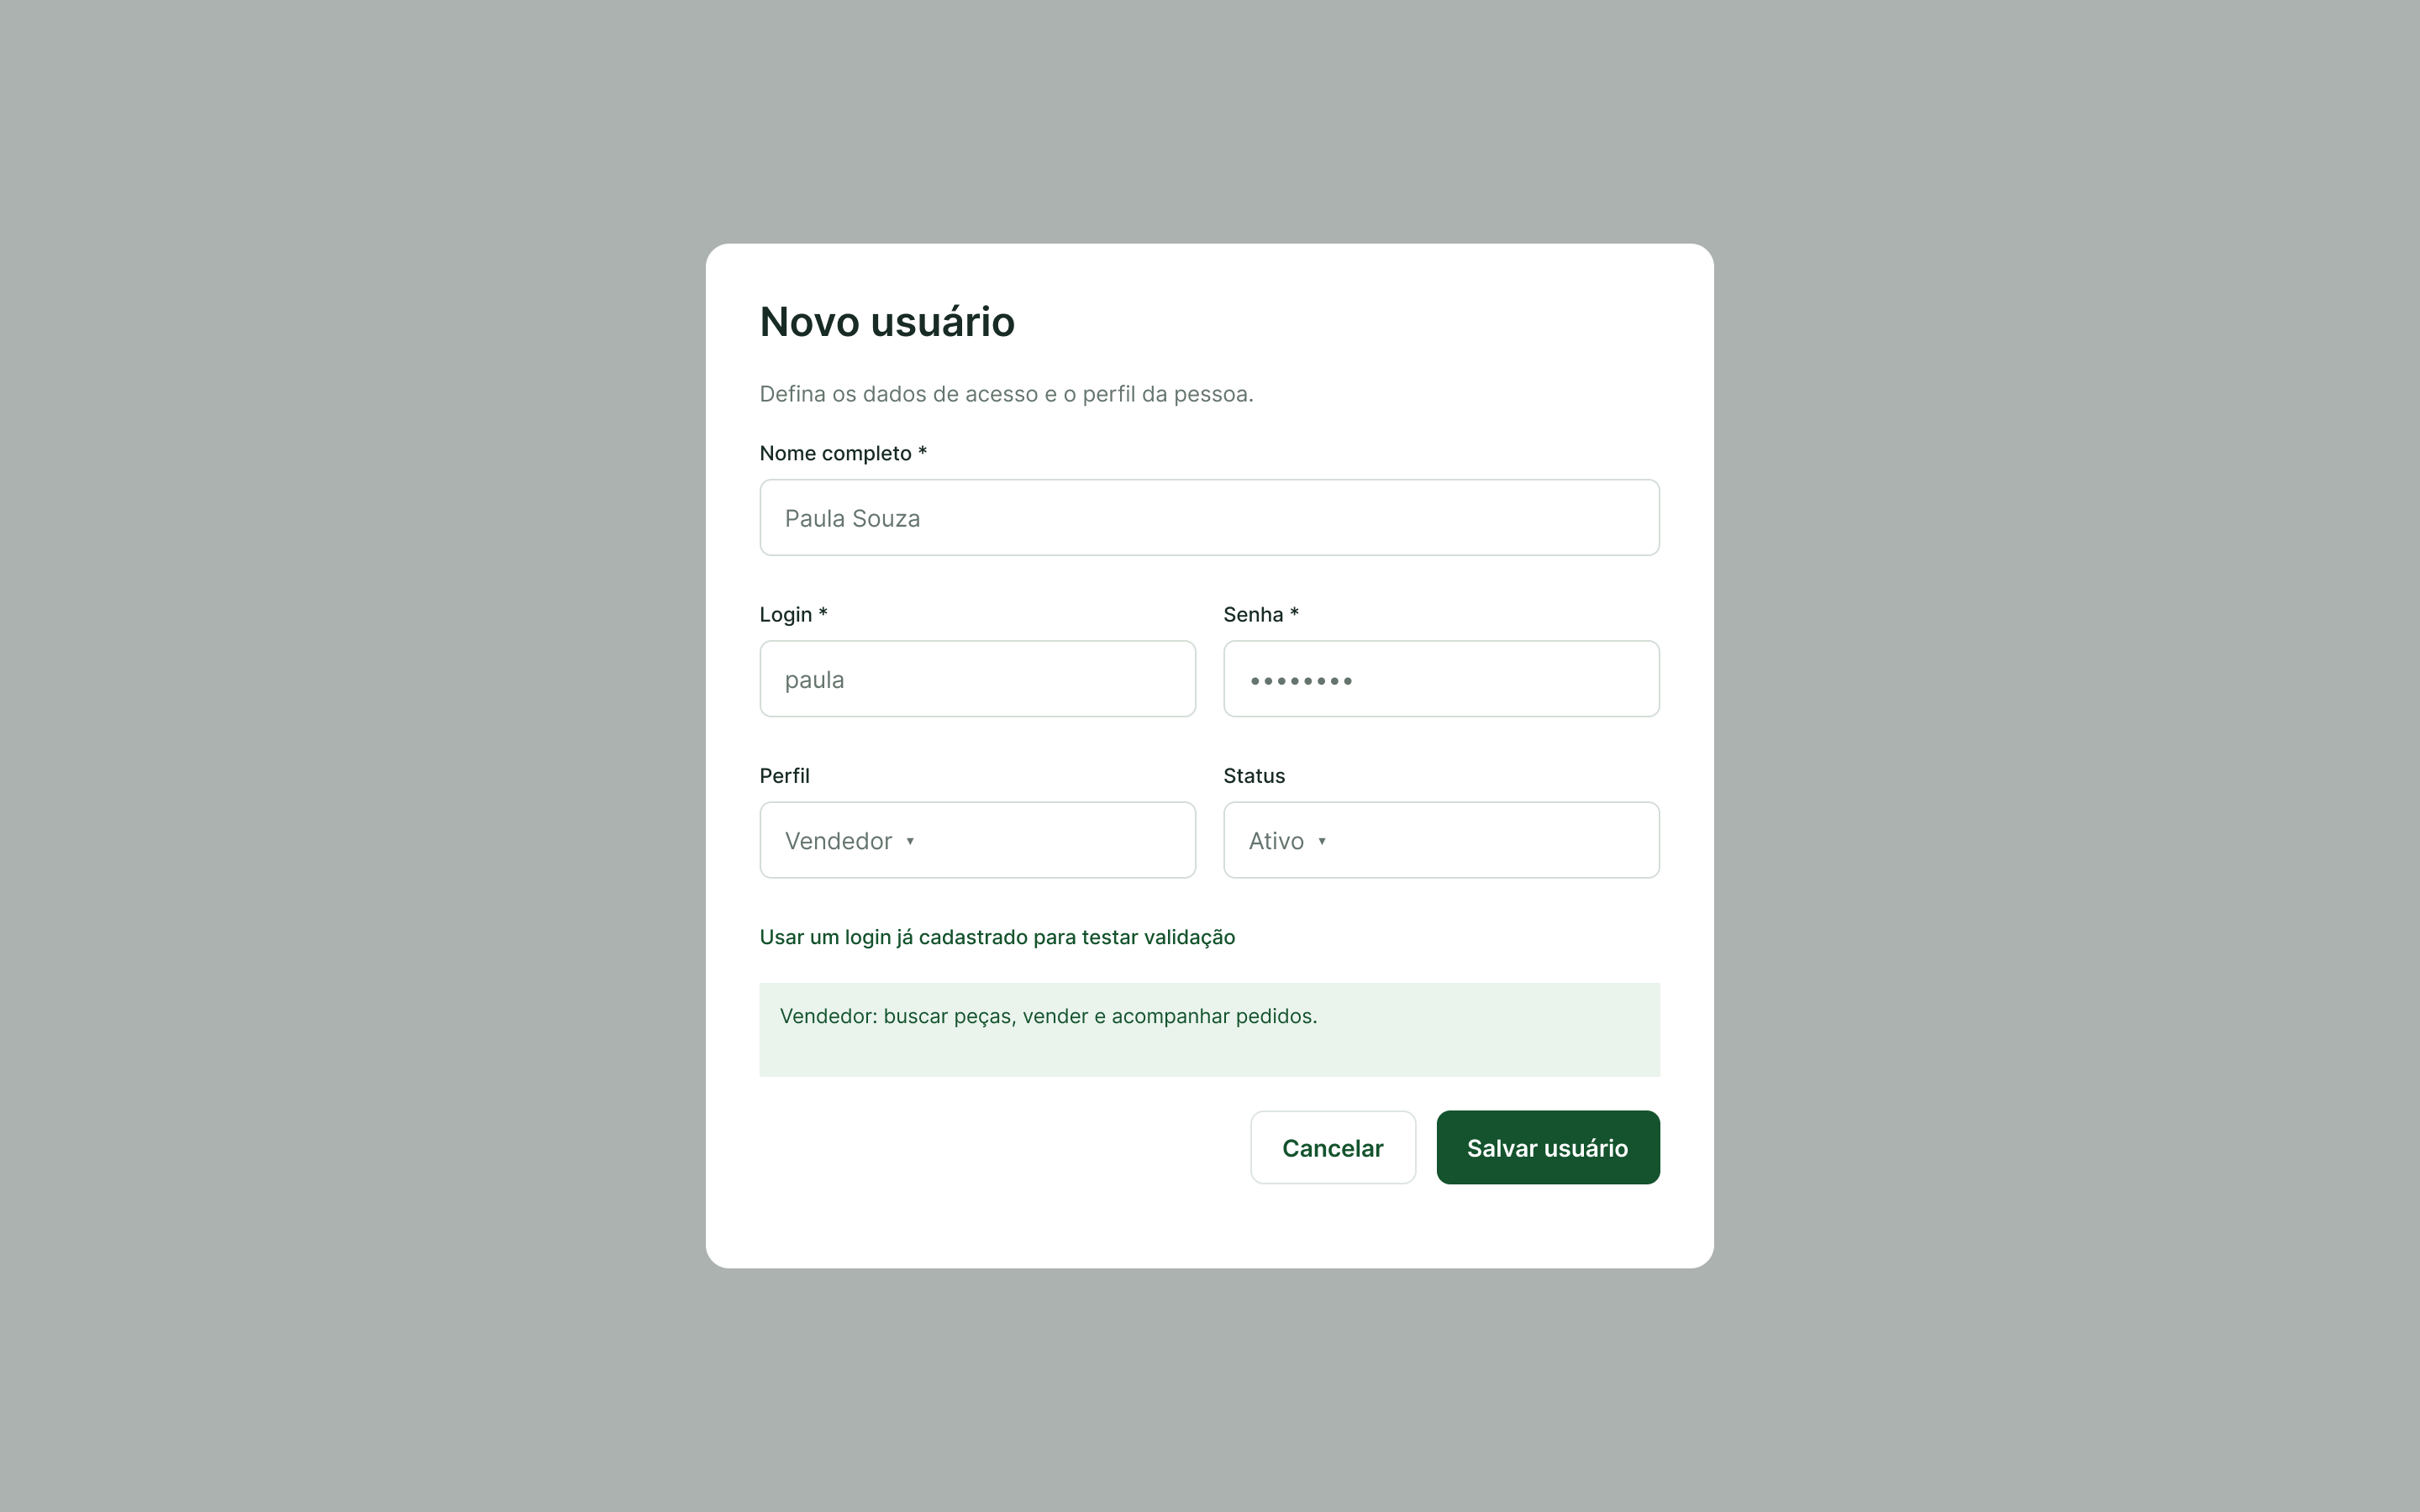 Novo usuário
Defina os dados de acesso e o perfil da pessoa.
Nome completo *
Paula Souza
Login *
Senha *
paula
••••••••
Perfil
Status
Vendedor ▾
Ativo ▾
Usar um login já cadastrado para testar validação
Vendedor: buscar peças, vender e acompanhar pedidos.
Cancelar
Salvar usuário